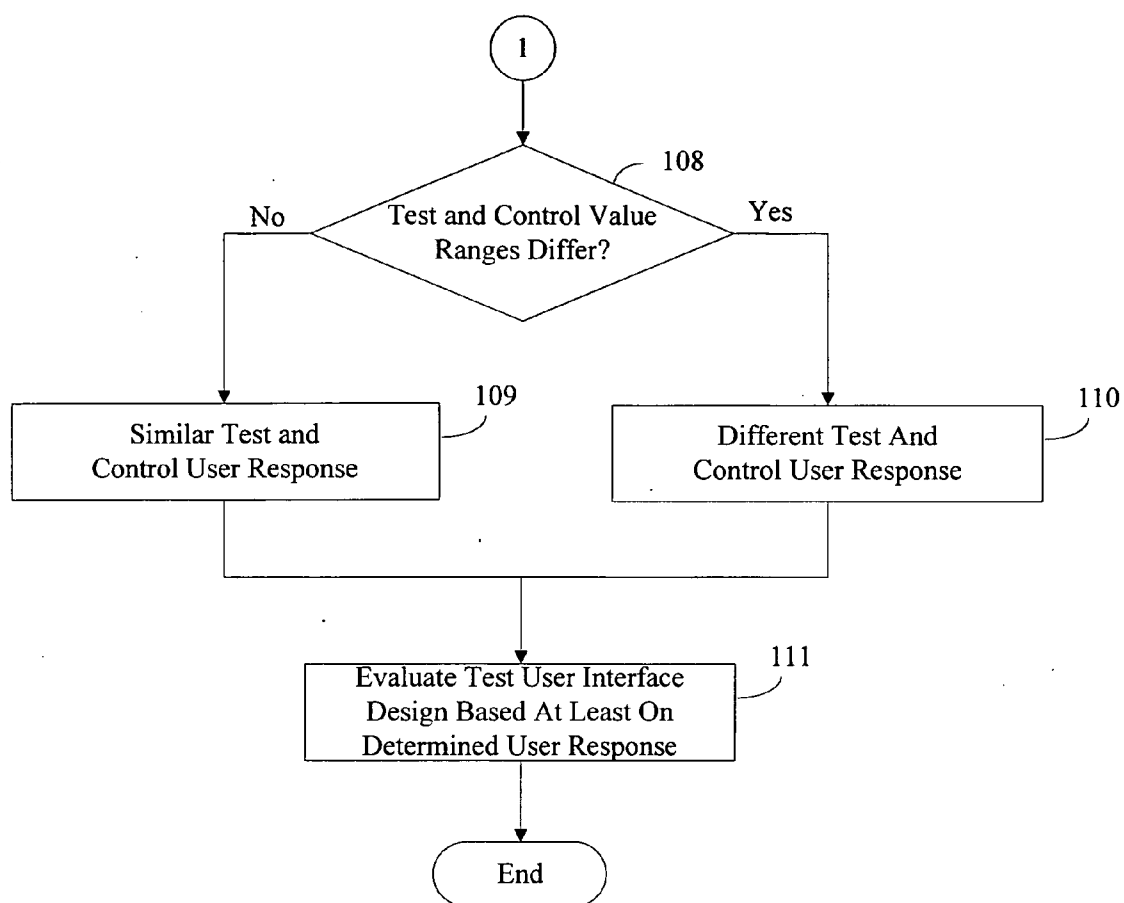 1
108
Test and Control Value
Ranges Differ?
No
Yes
109
Similar Test and
Control User Response
110
Different Test And
Control User Response
111
Evaluate Test User Interface
Design Based At Least On
Determined User Response
End